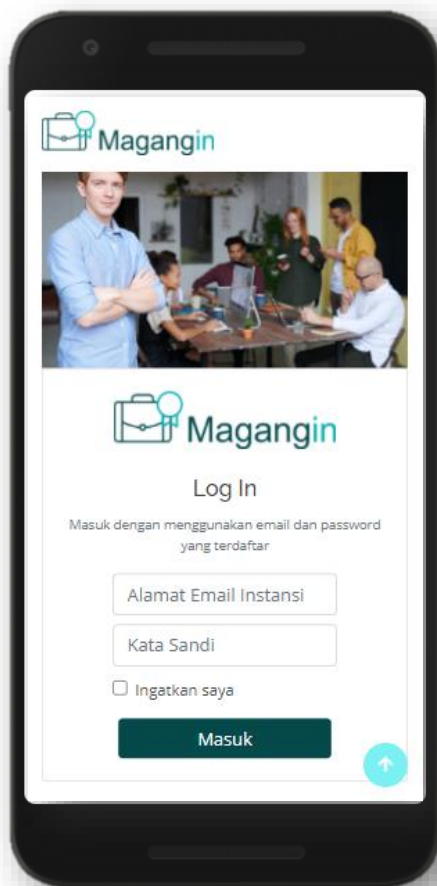 Magangin
Magangin
Log In
Masuk dengan menggunakan email dan password
yang terdaftar
Alamat Email Instansi
Kata Sandi
Ingatkan saya
Masuk